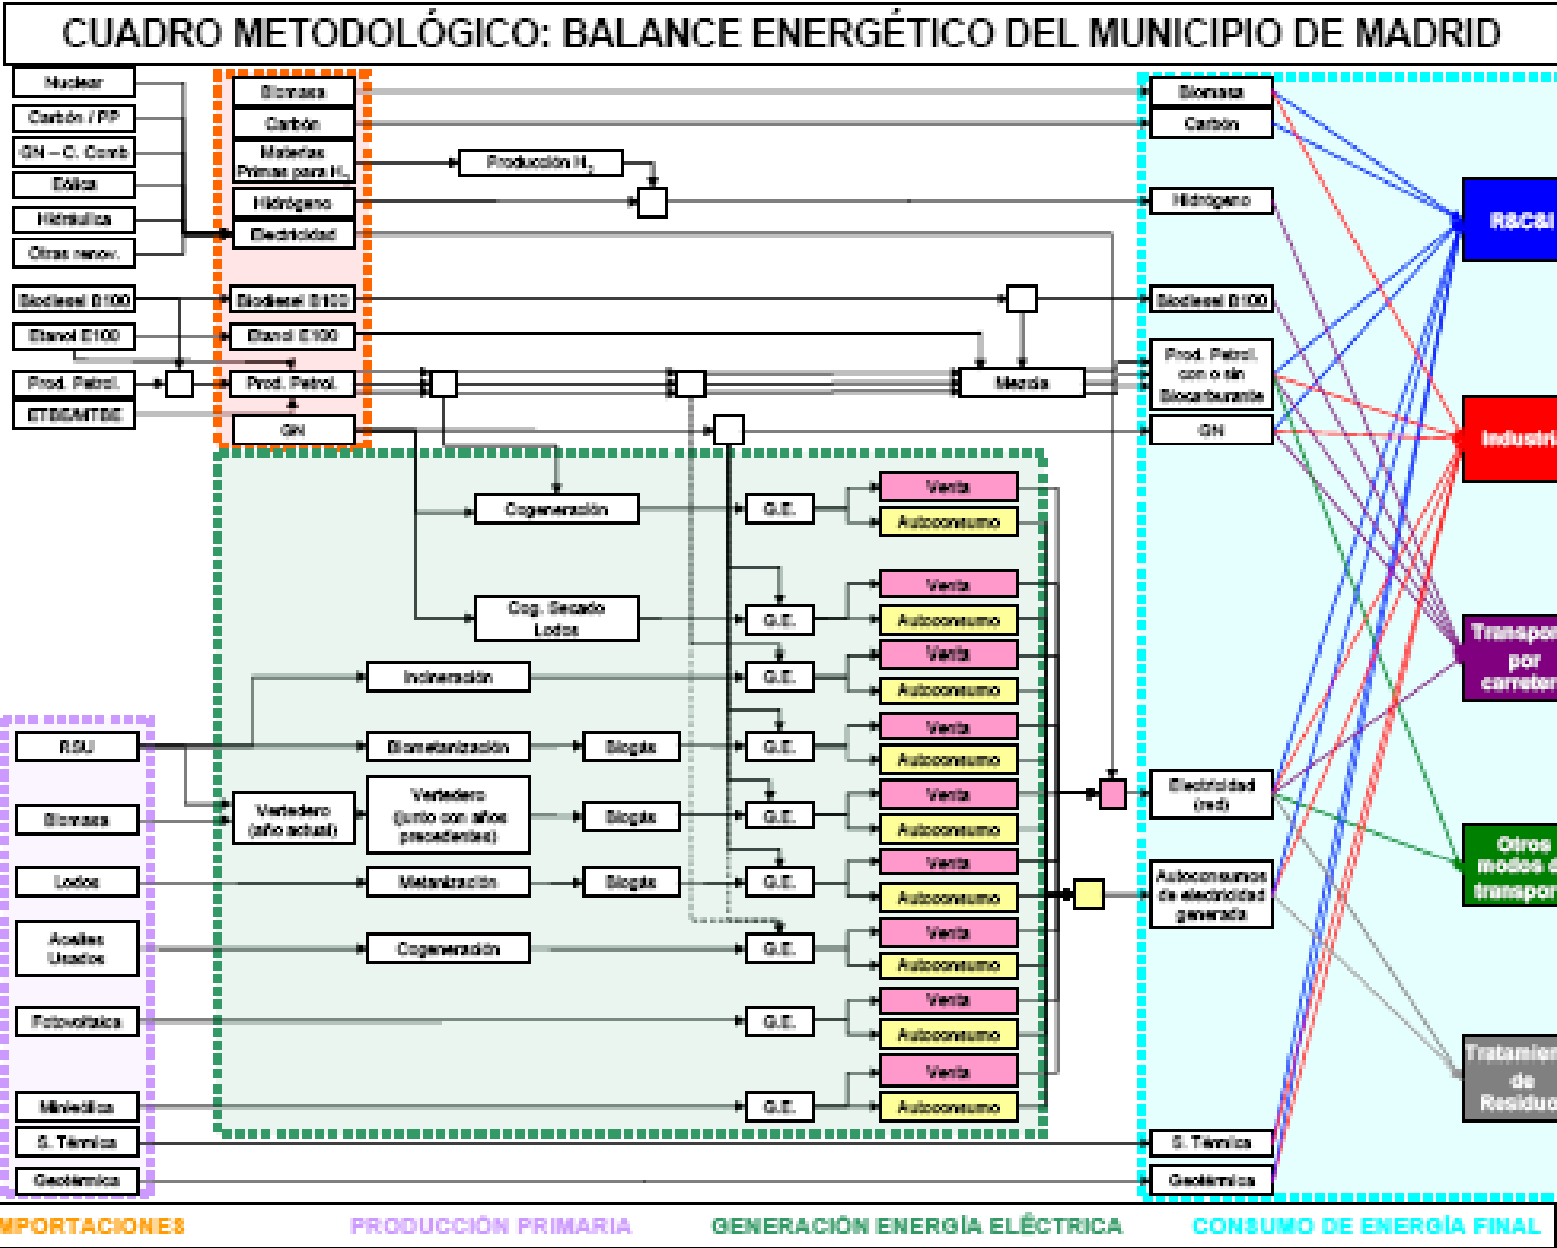 CUADRO METODOLÓGICO: BALANCE ENERGÉTICO DEL MUNICIPIO DE MADRID
Nuclear
Carbón / PP
GN – C. Comb
Eólica
Hidráulica
Otras renov.
Biodiesel B100
Etanol E100
Prod. Petrol.
ETBE/MTBE
Biomasa
Carbón
Materias
Primas para H2
Hidrógeno
Electricidad
Biodiesel B100
Etanol E100
Prod. Petrol.
GN
Producción H2
Mezcla
Biomasa
Carbón
Hidrógeno
Biodiesel B100
Prod. Petrol.
con o sin
Biocarburante
GN
Electricidad
(red)
Autoconsumos
de electricidad
generada
S. Térmica
Geotérmica
R&C&I
Industri
Transpor
por
carreter
Otros
modos d
transpor
Tratamien
de
Residuo
RSU
Biomasa
Lodos
Aceites
Usados
Fotovoltaica
Minieólica
S. Térmica
Geotérmica
Cogeneración
Cog. Secado
Lodos
Incineración
Biometanización
Biogás
Vertedero
(año actual)
Vertedero
(junto con años
precedentes)
Biogás
Metanización
Biogás
Cogeneración
G.E.
Venta
Autoconsumo
G.E.
Venta
Autoconsumo
G.E.
Venta
Autoconsumo
G.E.
Venta
Autoconsumo
G.E.
Venta
Autoconsumo
G.E.
Venta
Autoconsumo
G.E.
Venta
Autoconsumo
G.E.
Venta
Autoconsumo
G.E.
Venta
Autoconsumo
MPORTACIONES
PRODUCCIÓN PRIMARIA
GENERACIÓN ENERGÍA ELÉCTRICA
CONSUMO DE ENERGÍA FINAL